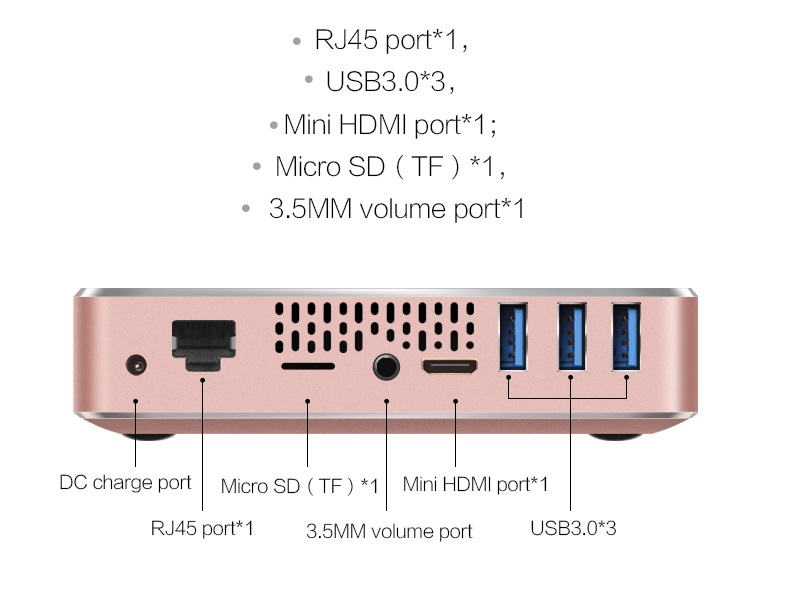 • RJ45 port*1,
• USB3.0*3,
• Mini HDMI port*1;
• Micro SD ( TF ) *1,
• 3.5MM volume port*1
DC charge port
Micro SD ( TF ) *1
Mini HDMI port*1
RJ45 port*1
3.5MM volume port
USB3.0*3